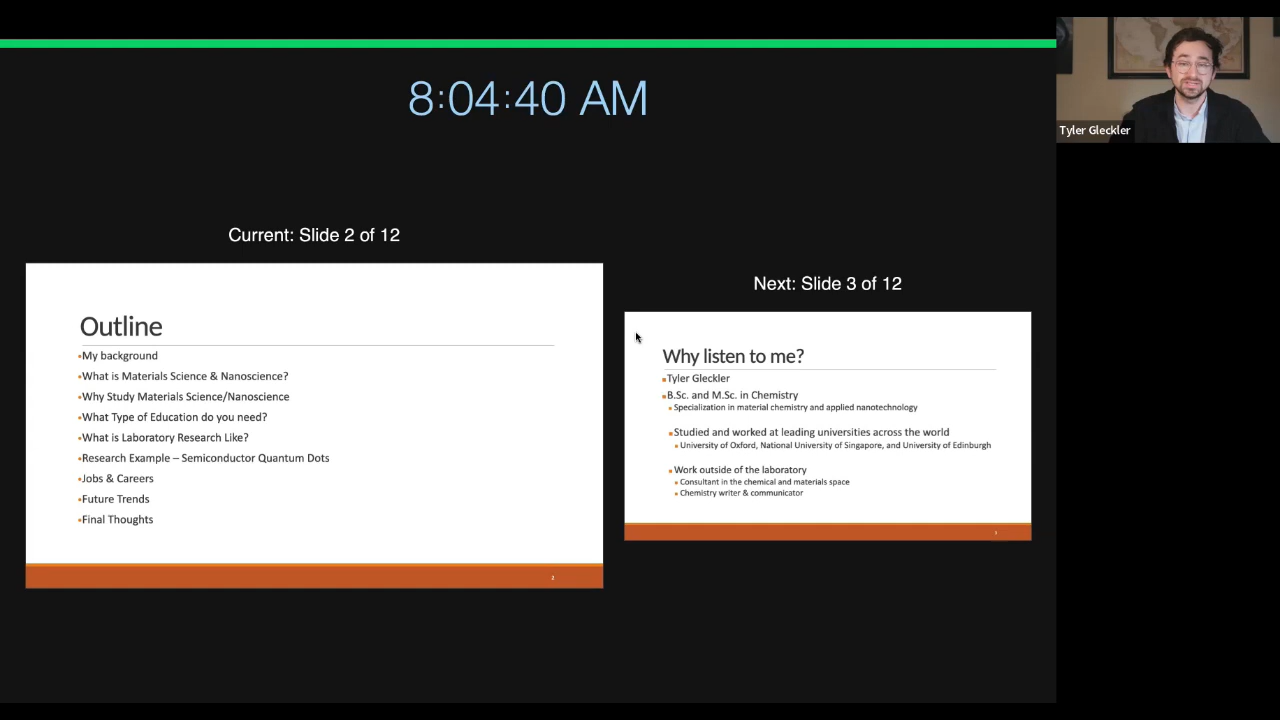 8:04:40 AM
Tyler Gleckler
Current: Slide 2 of 12
Next: Slide 3 of 12
Outline
•My background
•What is Materials Science & Nanoscience?
•Why Study Materials Science/Nanoscience
•What Type of Education do you need?
•What is Laboratory Research Like?
•Research Example – Semiconductor Quantum Dots
•Jobs & Careers
•Future Trends
•Final Thoughts
2
Why listen to me?
▪Tyler Gleckler
▪B.Sc. and M.Sc. in Chemistry
▪Specialization in material chemistry and applied nanotechnology
▪Studied and worked at leading universities across the world
▪University of Oxford, National University of Singapore, and University of Edinburgh
▪Work outside of the laboratory
▪Consultant in the chemical and materials space
▪Chemistry writer & communicator
3